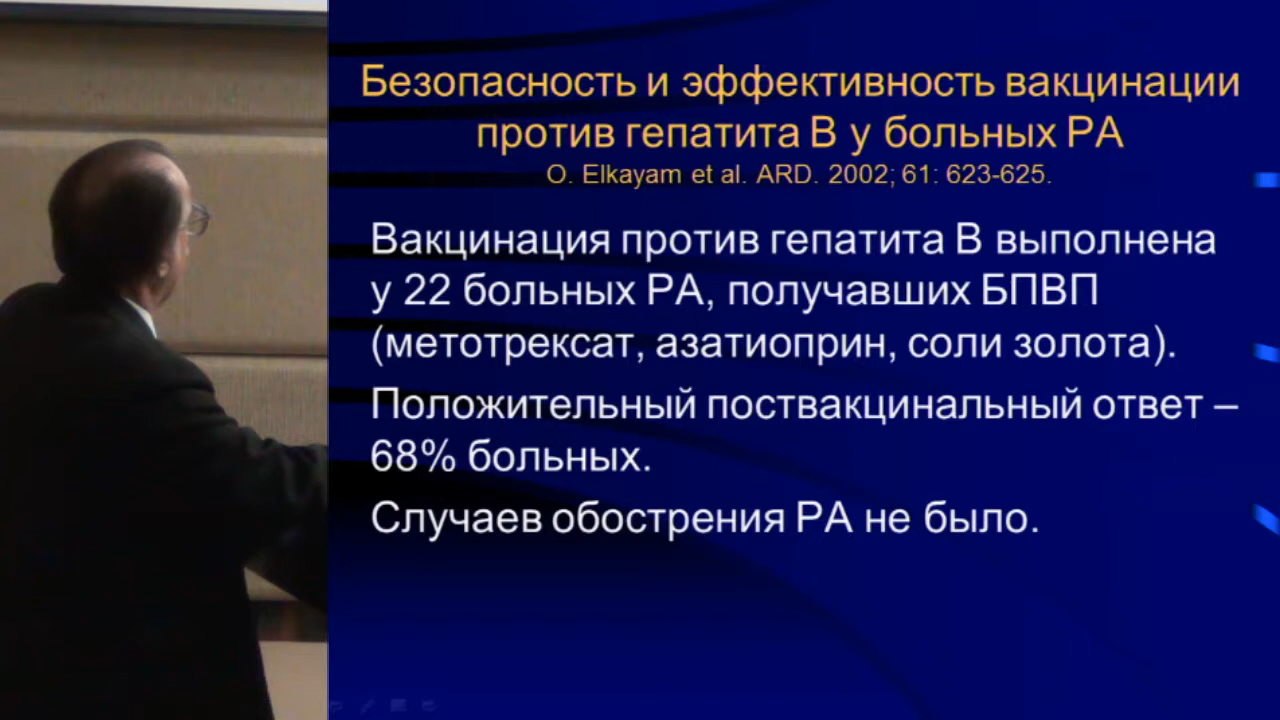 Безопасность и эффективность вакцинации
против гепатита В у больных РА
O. Elkayam et al. ARD. 2002; 61: 623-625.
Вакцинация против гепатита В выполнена
у 22 больных РА, получавших БПВП
(метотрексат, азатиоприн, соли золота).
Положительный поствакцинальный ответ –
68% больных.
Случаев обострения РА не было.